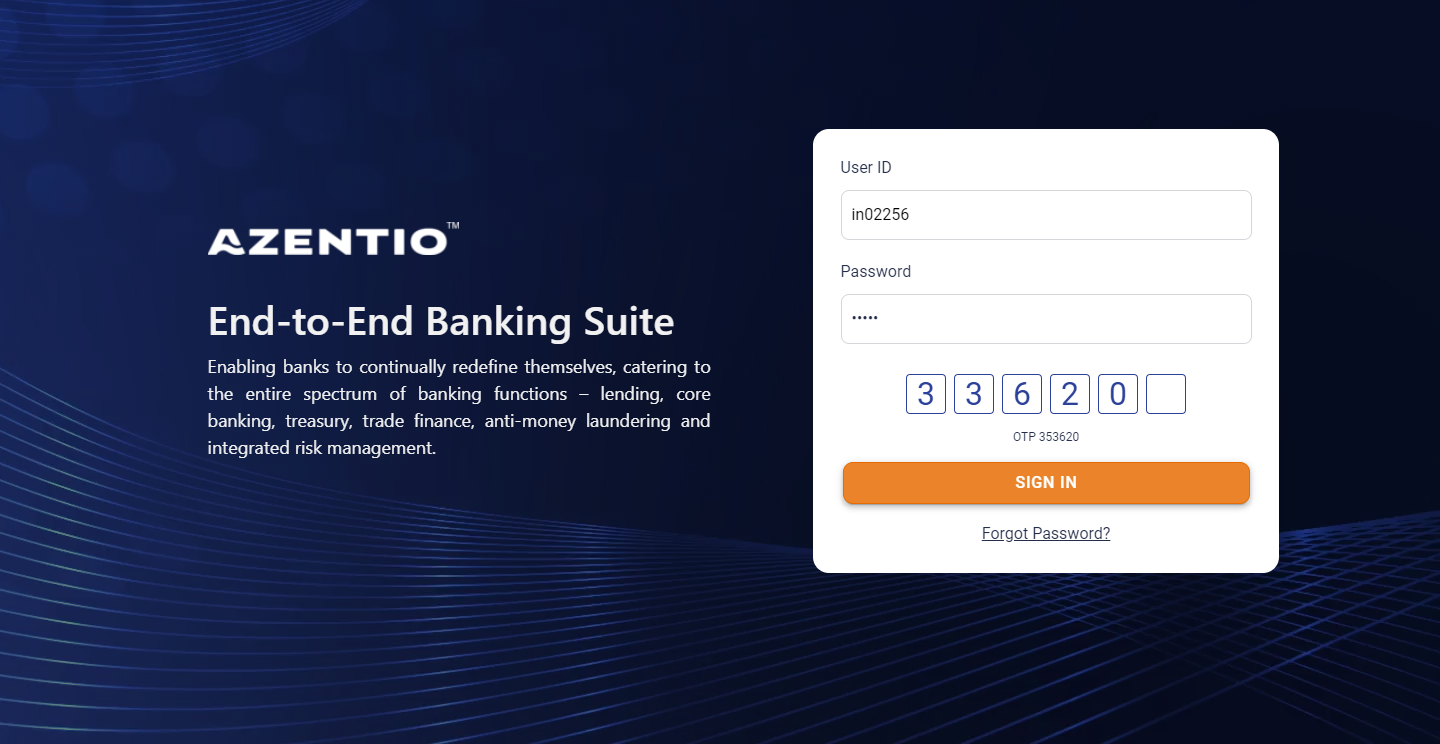 AZENTIO™
End-to-End Banking Suite
Enabling banks to continually redefine themselves, catering to
the entire spectrum of banking functions – lending, core
banking, treasury, trade finance, anti-money laundering and
integrated risk management.
User ID
in02256
Password
•••••
3 3 6 2 0
OTP 353620
SIGN IN
Forgot Password?